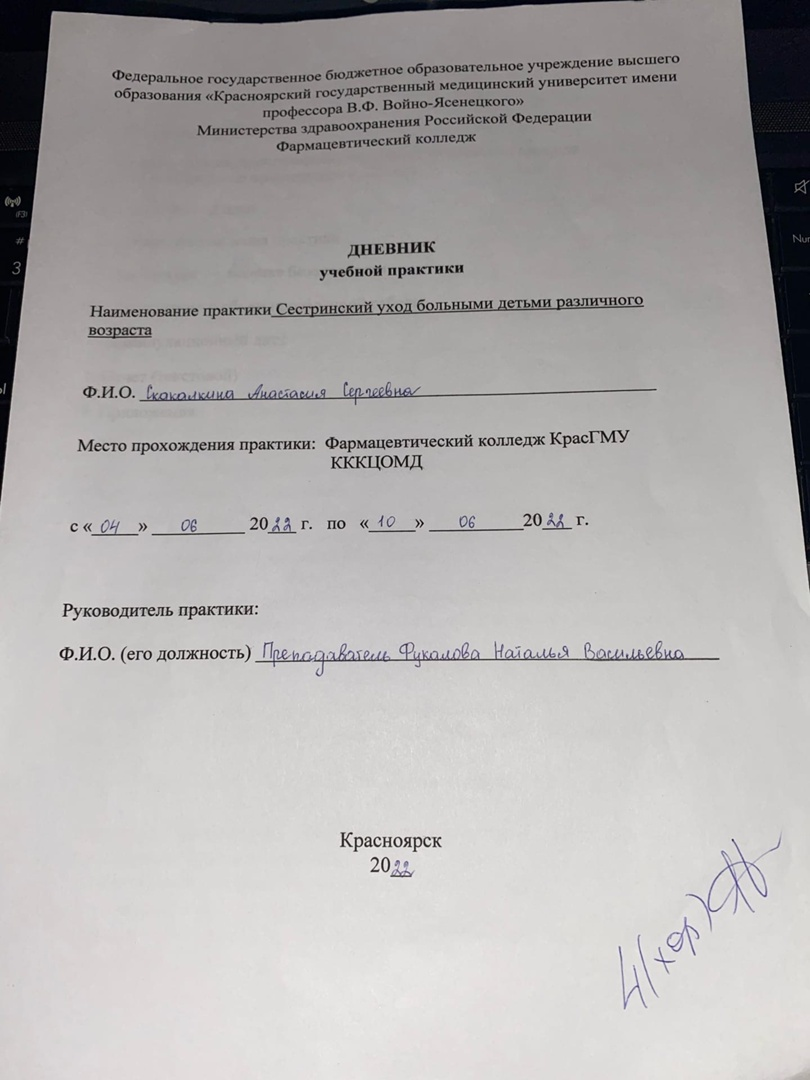 Федеральное государственное бюджетное образовательное учреждение высшего
образования «Красноярский государственный медицинский университет имени
профессора В.Ф. Войно-Ясенецкого»
Министерства здравоохранения Российской Федерации
Фармацевтический колледж
ДНЕВНИК
учебной практики
Наименование практики Сестринский уход больными детьми различного
возраста
Ф.И.О. Скакалкина Анастасия Сергеевна
Место прохождения практики: Фармацевтический колледж КрасГМУ
КККЦОМД
с «04» 06 2022 г. по «10» 06 2022 г.
Руководитель практики:
Ф.И.О. (его должность) Преподаватель Фукалова Наталья Васильевна
Красноярск
2022
4(хор)
(F3)
#
3
Nur